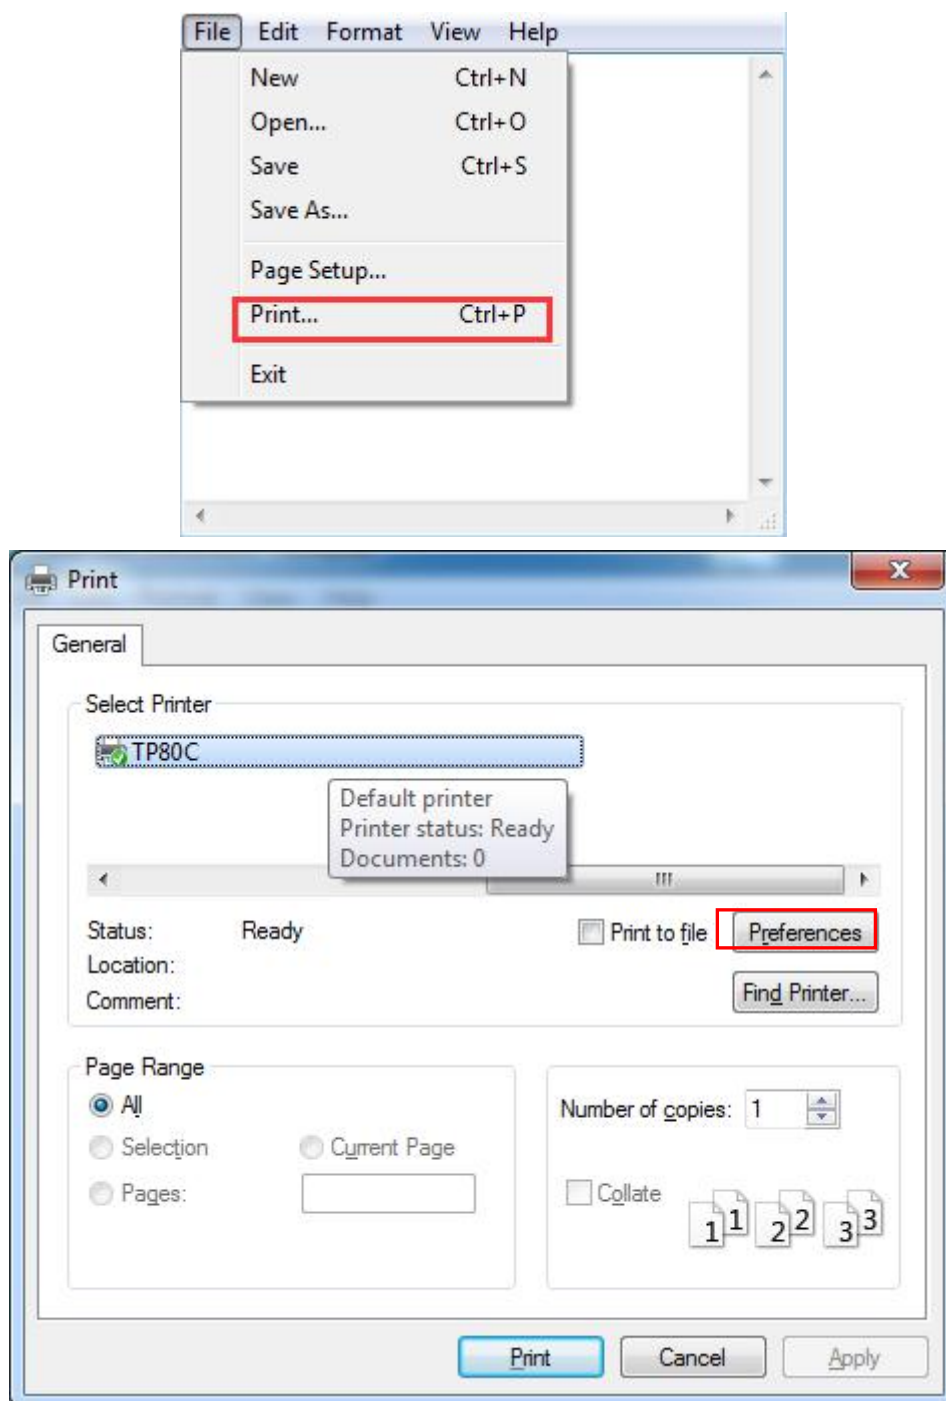 File Edit Format View Help
New Ctrl+N
Open... Ctrl+O
Save Ctrl+S
Save As...
Page Setup...
Print... Ctrl+P
Exit
Print
General
Select Printer
TP80C
Default printer
Printer status: Ready
Documents: 0
Status: Ready
Print to file
Preferences
Location:
Comment:
Find Printer...
Page Range
All
Selection
Current Page
Pages:
Number of copies: 1
Collate
1 1 2 2 3 3
Print
Cancel
Apply